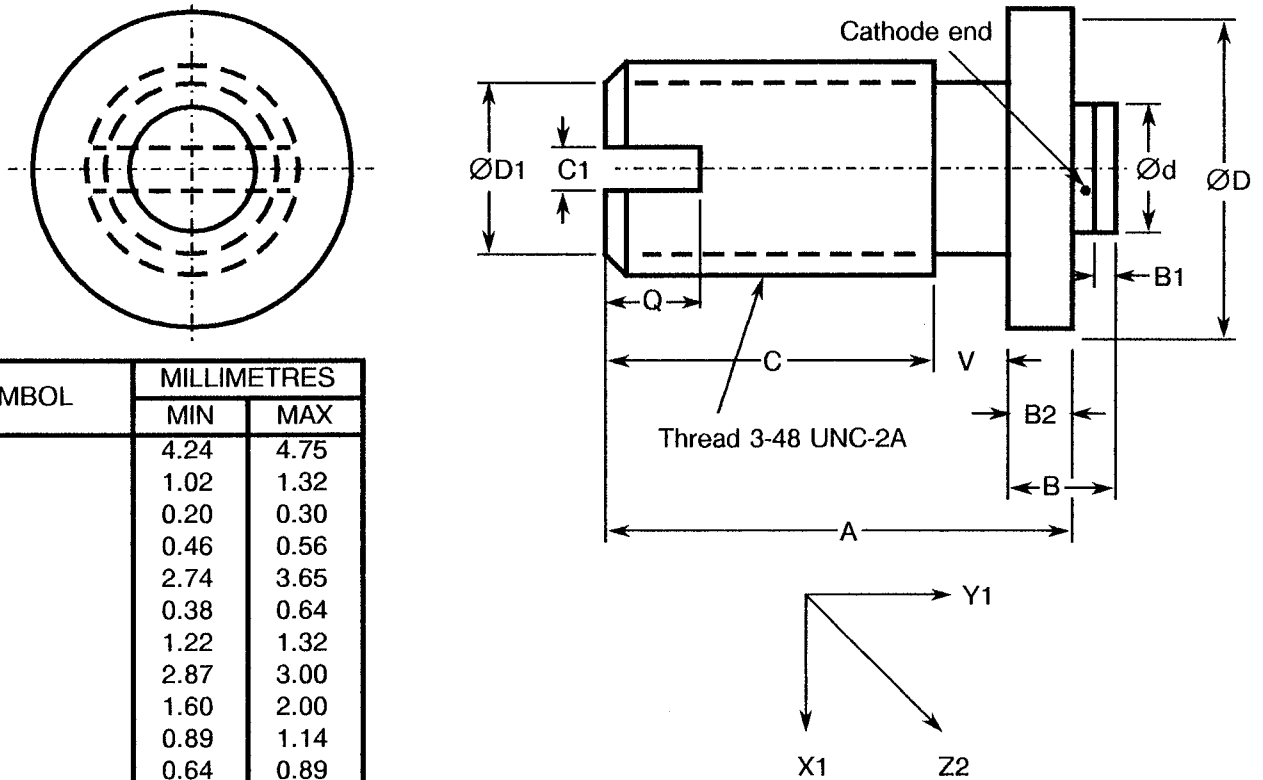 Cathode end
ØD1
C1
Ød
ØD
B1
Q
C
V
B2
Thread 3-48 UNC-2A
B
A
Y1
X1
Z2
MBOL
MILLIMETRES
MIN MAX
4.24 4.75
1.02 1.32
0.20 0.30
0.46 0.56
2.74 3.65
0.38 0.64
1.22 1.32
2.87 3.00
1.60 2.00
0.89 1.14
0.64 0.89